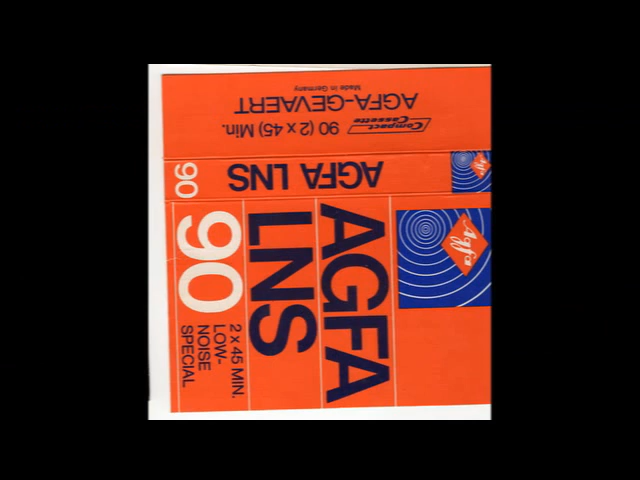 Made in Germany
AGFA-GEVAERT
Compact
Cassette
90 (2 x 45) Min.
90
AGFA LNS
Agfa
AGFA
LNS
90
2 x 45 MIN.
LOW-
NOISE
SPECIAL
Agfa